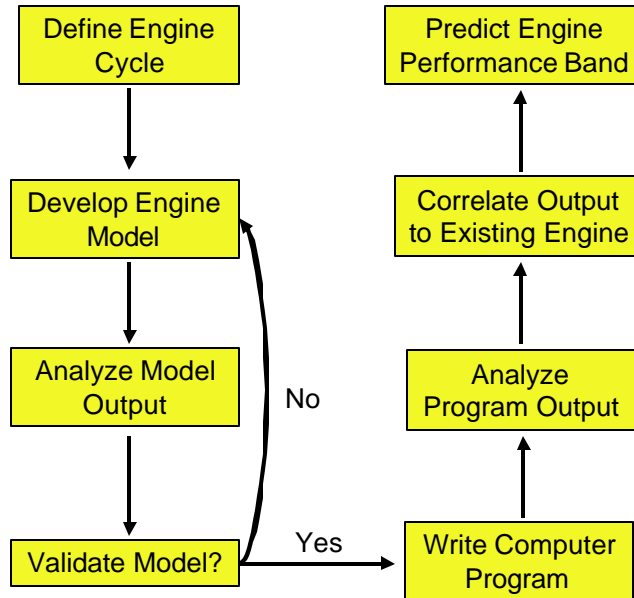 Define Engine
Cycle
Develop Engine
Model
Analyze Model
Output
Validate Model?
No
Yes
Write Computer
Program
Analyze
Program Output
Correlate Output
to Existing Engine
Predict Engine
Performance Band